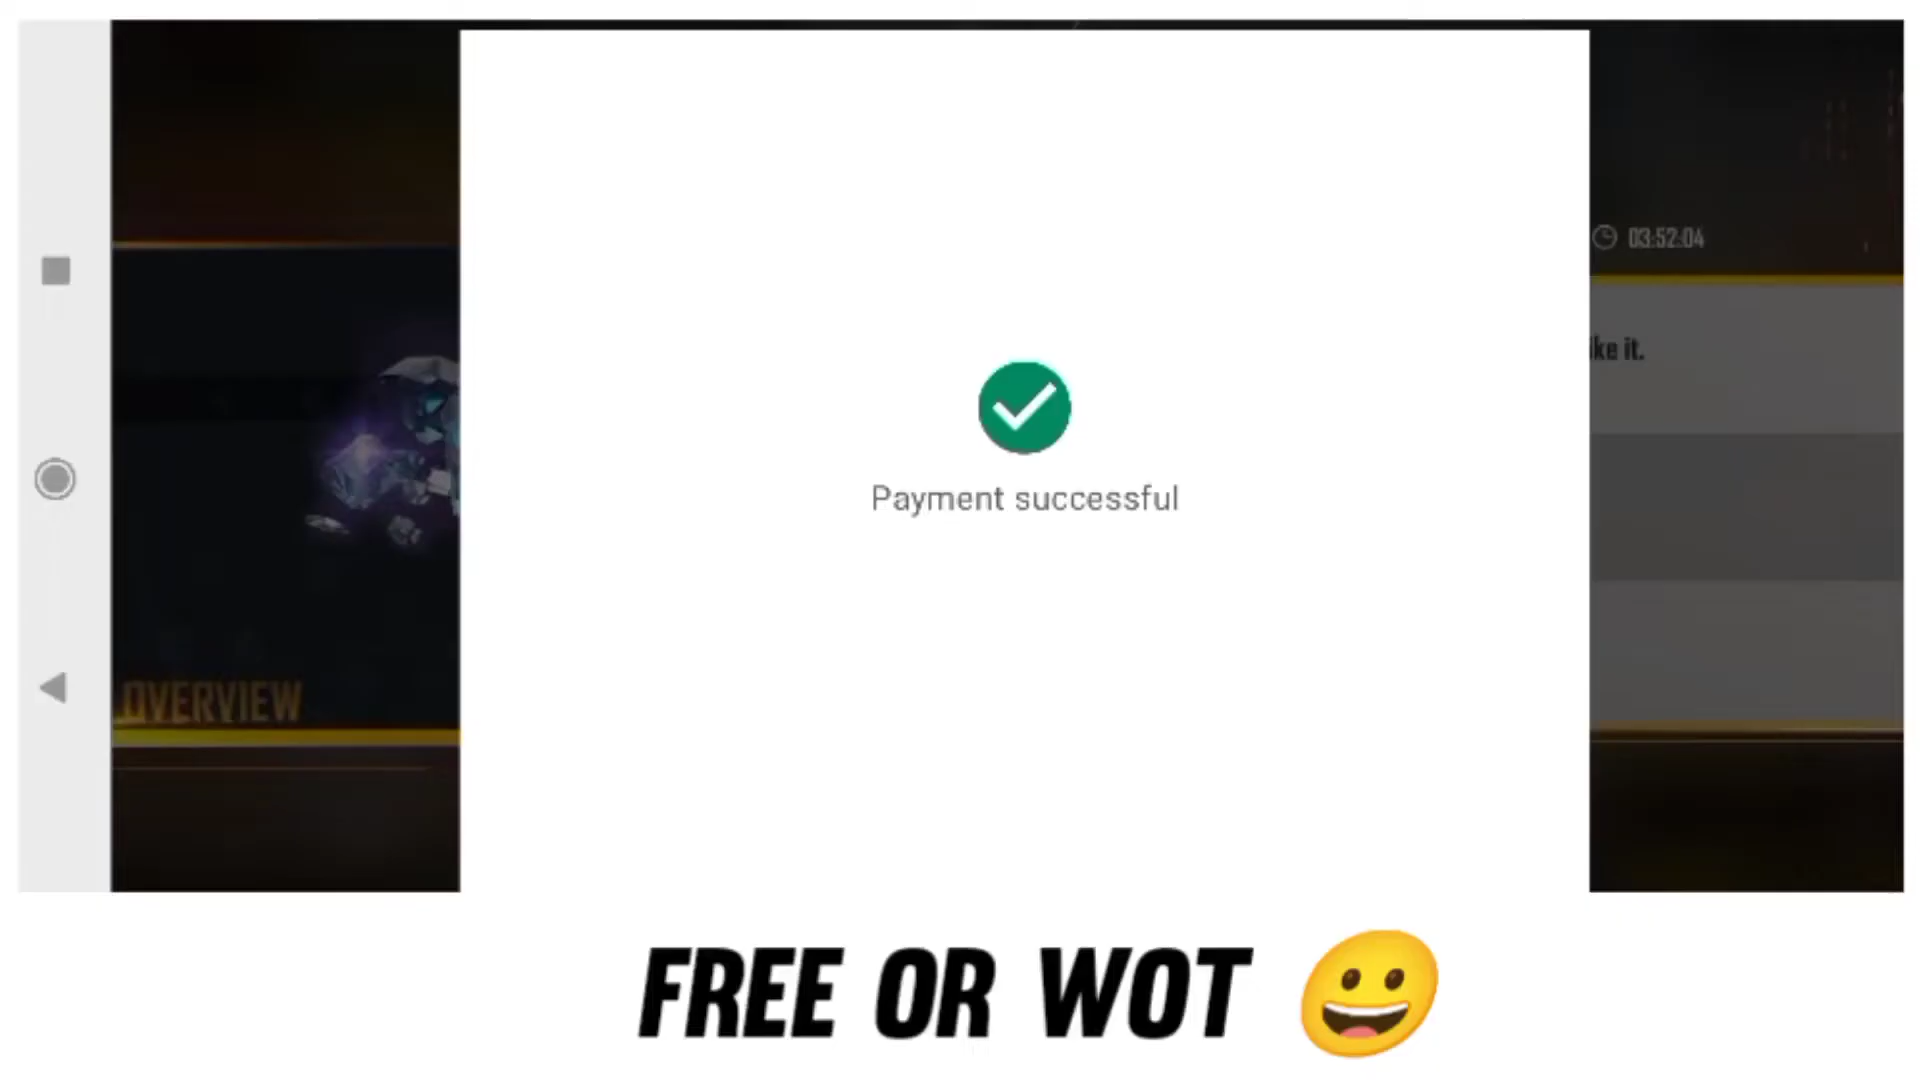 03:52:04
ke it.
Payment successful
OVERVIEW
FREE OR WOT